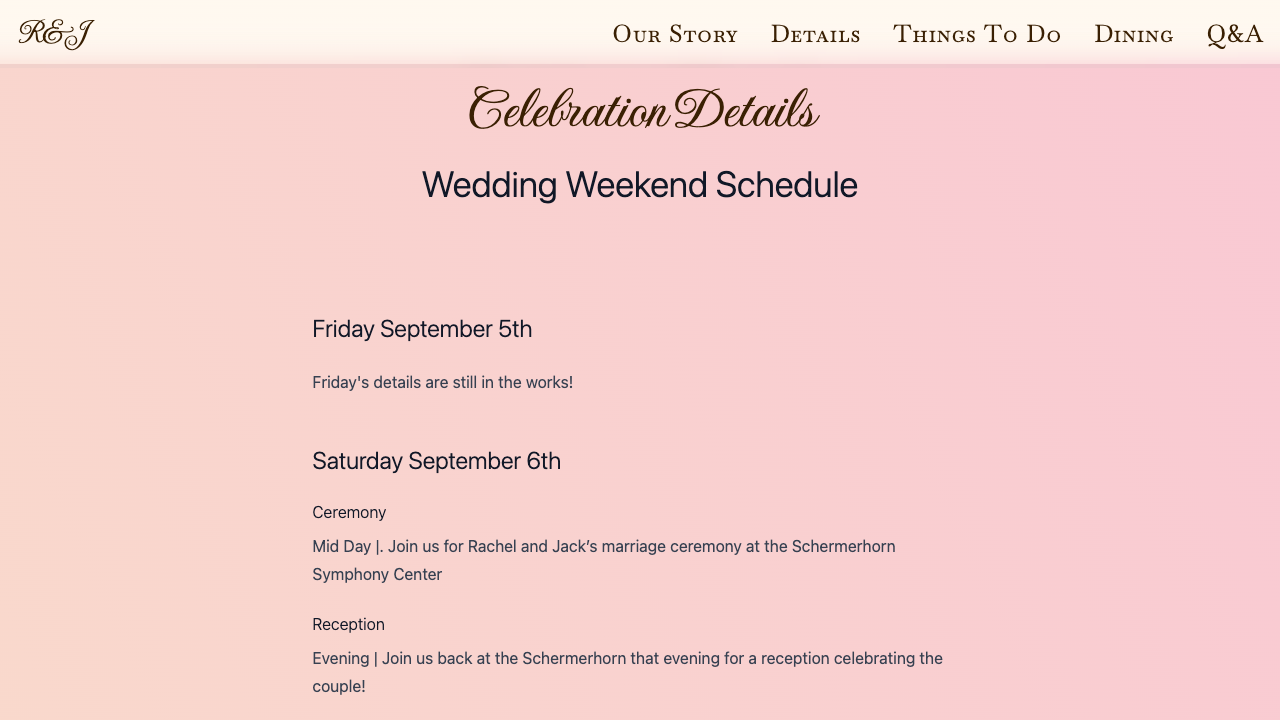 R&J
Our Story Details Things To Do Dining Q&A
Celebration Details
Wedding Weekend Schedule
Friday September 5th
Friday's details are still in the works!
Saturday September 6th
Ceremony
Mid Day |. Join us for Rachel and Jack’s marriage ceremony at the Schermerhorn
Symphony Center
Reception
Evening | Join us back at the Schermerhorn that evening for a reception celebrating the
couple!